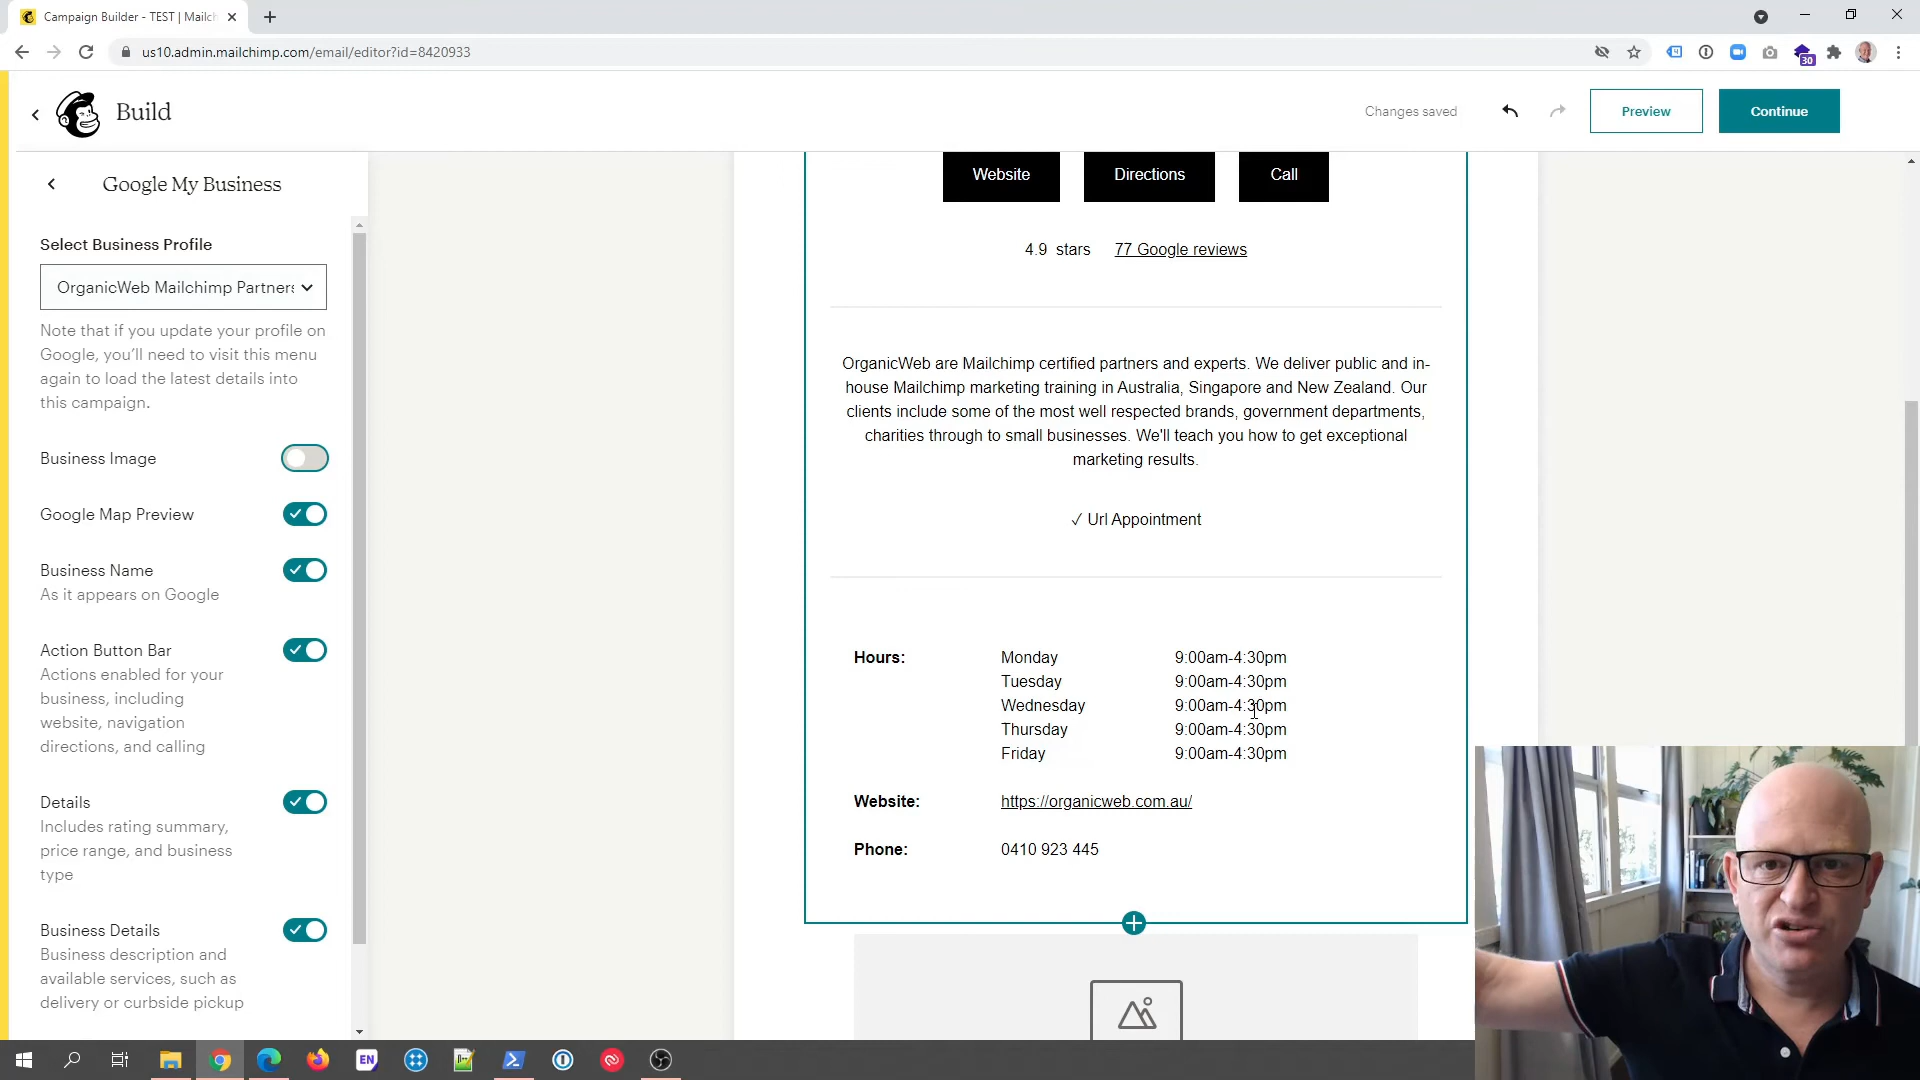 Campaign Builder - TEST | Mailch
us10.admin.mailchimp.com/email/editor?id=8420933
30
Build
Changes saved
Preview
Continue
Google My Business
Select Business Profile
OrganicWeb Mailchimp Partners
Note that if you update your profile on
Google, you'll need to visit this menu
again to load the latest details into
this campaign.
Business Image
Google Map Preview
Business Name
As it appears on Google
Action Button Bar
Actions enabled for your
business, including
website, navigation
directions, and calling
Details
Includes rating summary,
price range, and business
type
Business Details
Business description and
available services, such as
delivery or curbside pickup
Website Directions Call
4.9 stars 77 Google reviews
OrganicWeb are Mailchimp certified partners and experts. We deliver public and in-
house Mailchimp marketing training in Australia, Singapore and New Zealand. Our
clients include some of the most well respected brands, government departments,
charities through to small businesses. We'll teach you how to get exceptional
marketing results.
✓ Url Appointment
Hours: Monday 9:00am-4:30pm
Tuesday 9:00am-4:30pm
Wednesday 9:00am-4:30pm
Thursday 9:00am-4:30pm
Friday 9:00am-4:30pm
Website: https://organicweb.com.au/
Phone: 0410 923 445
EN